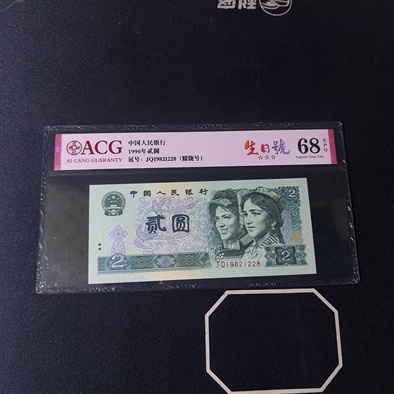 ACG
AI CANG GUARANTY
中国人民银行
1990年贰圆
冠号：JQ19821228（滕晓号）
生日號
☆☆☆
68
EPQ
Superb Gem Unc
中国人民银行
贰圆
2
2
JQ19821228